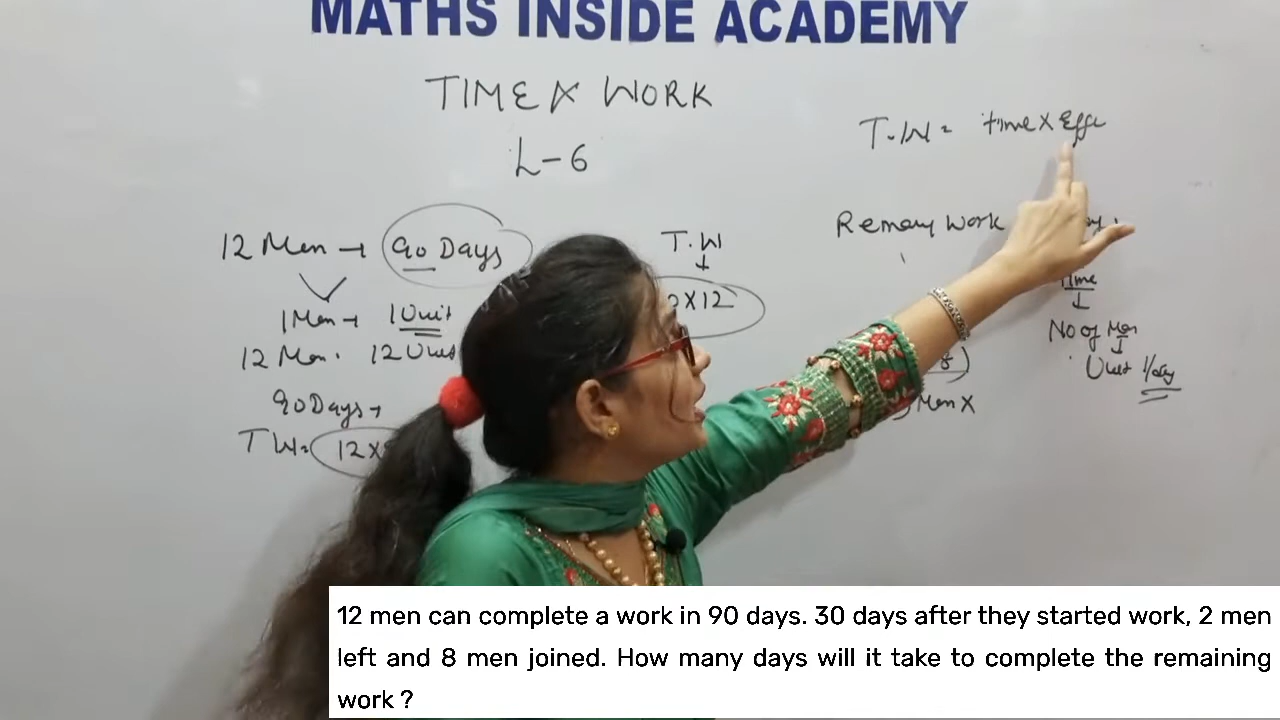 MATHS INSIDE ACADEMY
TIME & WORK
L-6
T.W = time X Effi
12 Men → 90 Days
T.W
Work
X12
1 Men → 1 Unit
12 Men. 12
90 Days →
T W= 12X
Time
No of Men
Unit 1/day
Men X
12 men can complete a work in 90 days. 30 days after they started work, 2 men
left and 8 men joined. How many days will it take to complete the remaining
work ?